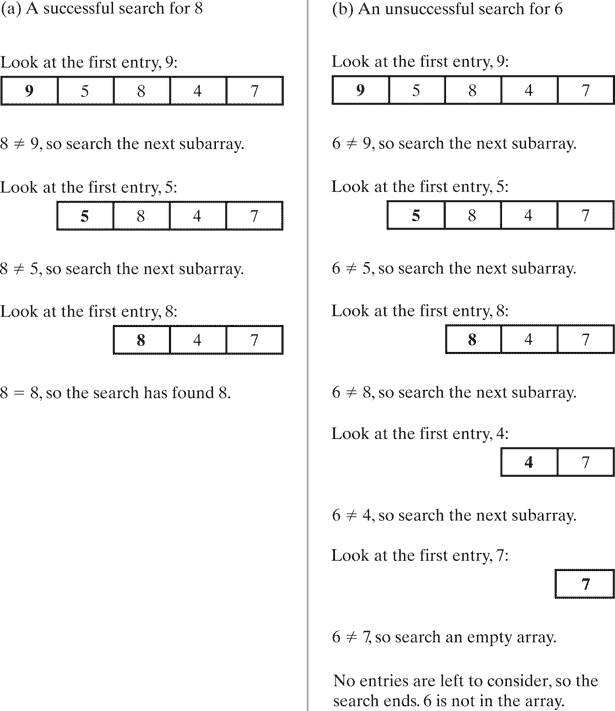 (a) A successful search for 8
Look at the first entry, 9:
9 5 8 4 7
8 ≠ 9, so search the next subarray.
Look at the first entry, 5:
5 8 4 7
8 ≠ 5, so search the next subarray.
Look at the first entry, 8:
8 4 7
8 = 8, so the search has found 8.
(b) An unsuccessful search for 6
Look at the first entry, 9:
9 5 8 4 7
6 ≠ 9, so search the next subarray.
Look at the first entry, 5:
5 8 4 7
6 ≠ 5, so search the next subarray.
Look at the first entry, 8:
8 4 7
6 ≠ 8, so search the next subarray.
Look at the first entry, 4:
4 7
6 ≠ 4, so search the next subarray.
Look at the first entry, 7:
7
6 ≠ 7, so search an empty array.
No entries are left to consider, so the
search ends. 6 is not in the array.